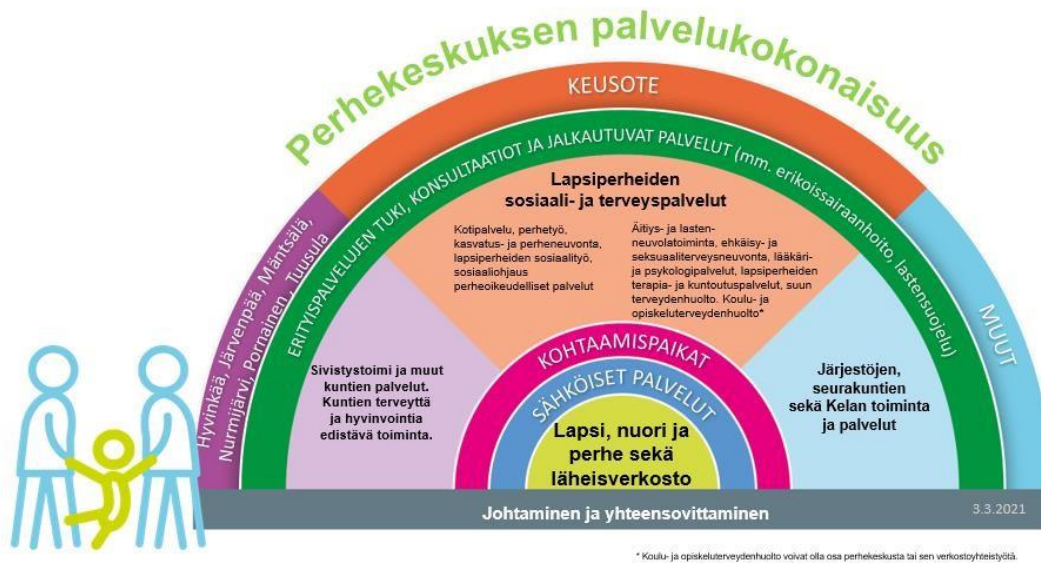 Perhekeskuksen palvelukokonaisuus
KEUSOTE
ERITYISPALVELUJEN TUKI, KONSULTAATIOT JA JALKAUTUVAT PALVELUT (mm. erikoissairaanhoito, lastensuojelu)
Hyvinkää, Järvenpää, Mäntsälä,
Nurmijärvi, Pornainen, Tuusula
MUUT
Lapsiperheiden
sosiaali- ja terveyspalvelut
Kotipalvelu, perhetyö,
kasvatus- ja perheneuvonta,
lapsiperheiden sosiaalityö,
sosiaaliohjaus
perheoikeudelliset palvelut
Äitiys- ja lasten-
neuvolatoiminta, ehkäisy- ja
seksuaaliterveysneuvonta, lääkäri-
ja psykologipalvelut, lapsiperheiden
terapia- ja kuntoutuspalvelut, suun
terveydenhuolto. Koulu- ja
opiskeluterveydenhuolto*
Sivistystoimi ja muut
kuntien palvelut.
Kuntien terveyttä
ja hyvinvointia
edistävä toiminta.
KOHTAAMISPAIKAT
SÄHKÖISET PALVELUT
Lapsi, nuori ja
perhe sekä
läheisverkosto
Järjestöjen,
seurakuntien
sekä Kelan toiminta
ja palvelut
Johtaminen ja yhteensovittaminen
3.3.2021
* Koulu- ja opiskeluterveydenhuolto voivat olla osa perhekeskusta tai sen verkostoyhteistyötä.